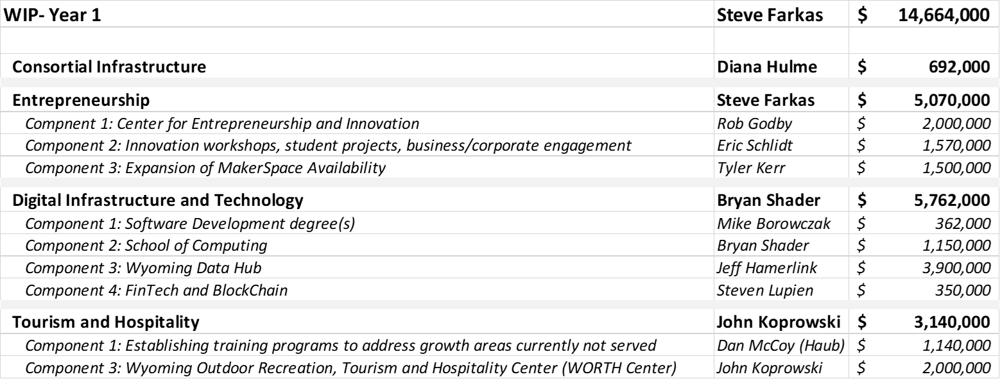 WIP- Year 1 Steve Farkas $ 14,664,000
Consortial Infrastructure Diana Hulme $ 692,000
Entrepreneurship Steve Farkas $ 5,070,000
Compnent 1: Center for Entrepreneurship and Innovation Rob Godby $ 2,000,000
Component 2: Innovation workshops, student projects, business/corporate engagement Eric Schlidt $ 1,570,000
Component 3: Expansion of MakerSpace Availability Tyler Kerr $ 1,500,000
Digital Infrastructure and Technology Bryan Shader $ 5,762,000
Component 1: Software Development degree(s) Mike Borowczak $ 362,000
Component 2: School of Computing Bryan Shader $ 1,150,000
Component 3: Wyoming Data Hub Jeff Hamerlink $ 3,900,000
Component 4: FinTech and BlockChain Steven Lupien $ 350,000
Tourism and Hospitality John Koprowski $ 3,140,000
Component 1: Establishing training programs to address growth areas currently not served Dan McCoy (Haub) $ 1,140,000
Component 3: Wyoming Outdoor Recreation, Tourism and Hospitality Center (WORTH Center) John Koprowski $ 2,000,000